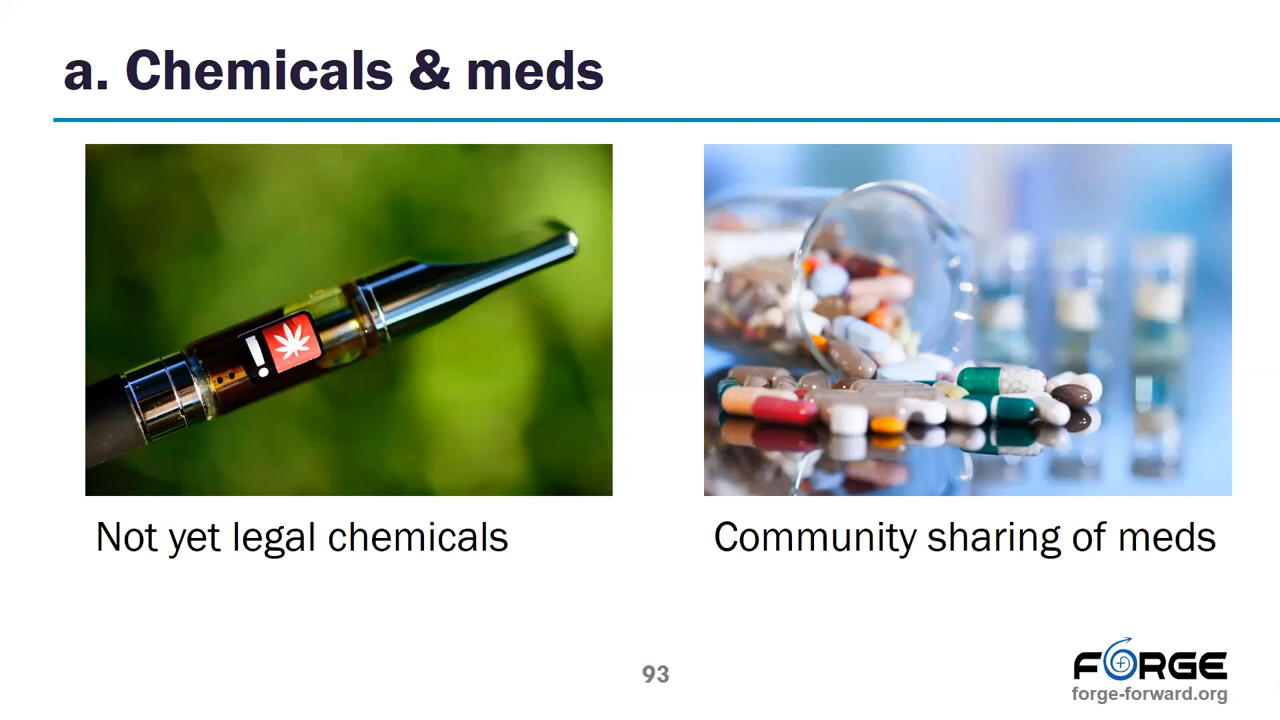 a. Chemicals & meds
!
Not yet legal chemicals
Community sharing of meds
93
FORGE
forge-forward.org